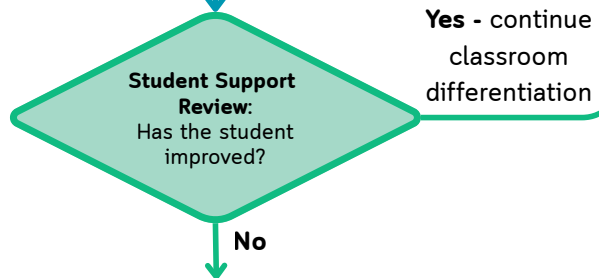 Student Support
Review:
Has the student
improved?
Yes - continue
classroom
differentiation
No